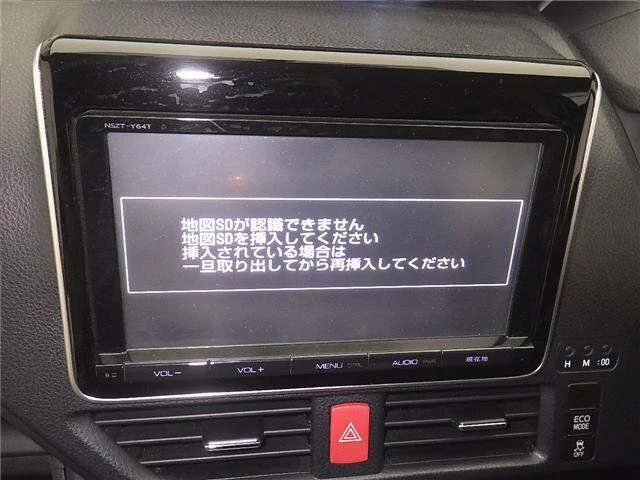 NSZT-Y64T
地図SDが認識できません
地図SDを挿入してください
挿入されている場合は
一旦取り出してから再挿入してください
VOL− VOL+ MENU AUDIO PWR 現在地
H M :00
ECO
MODE
OFF